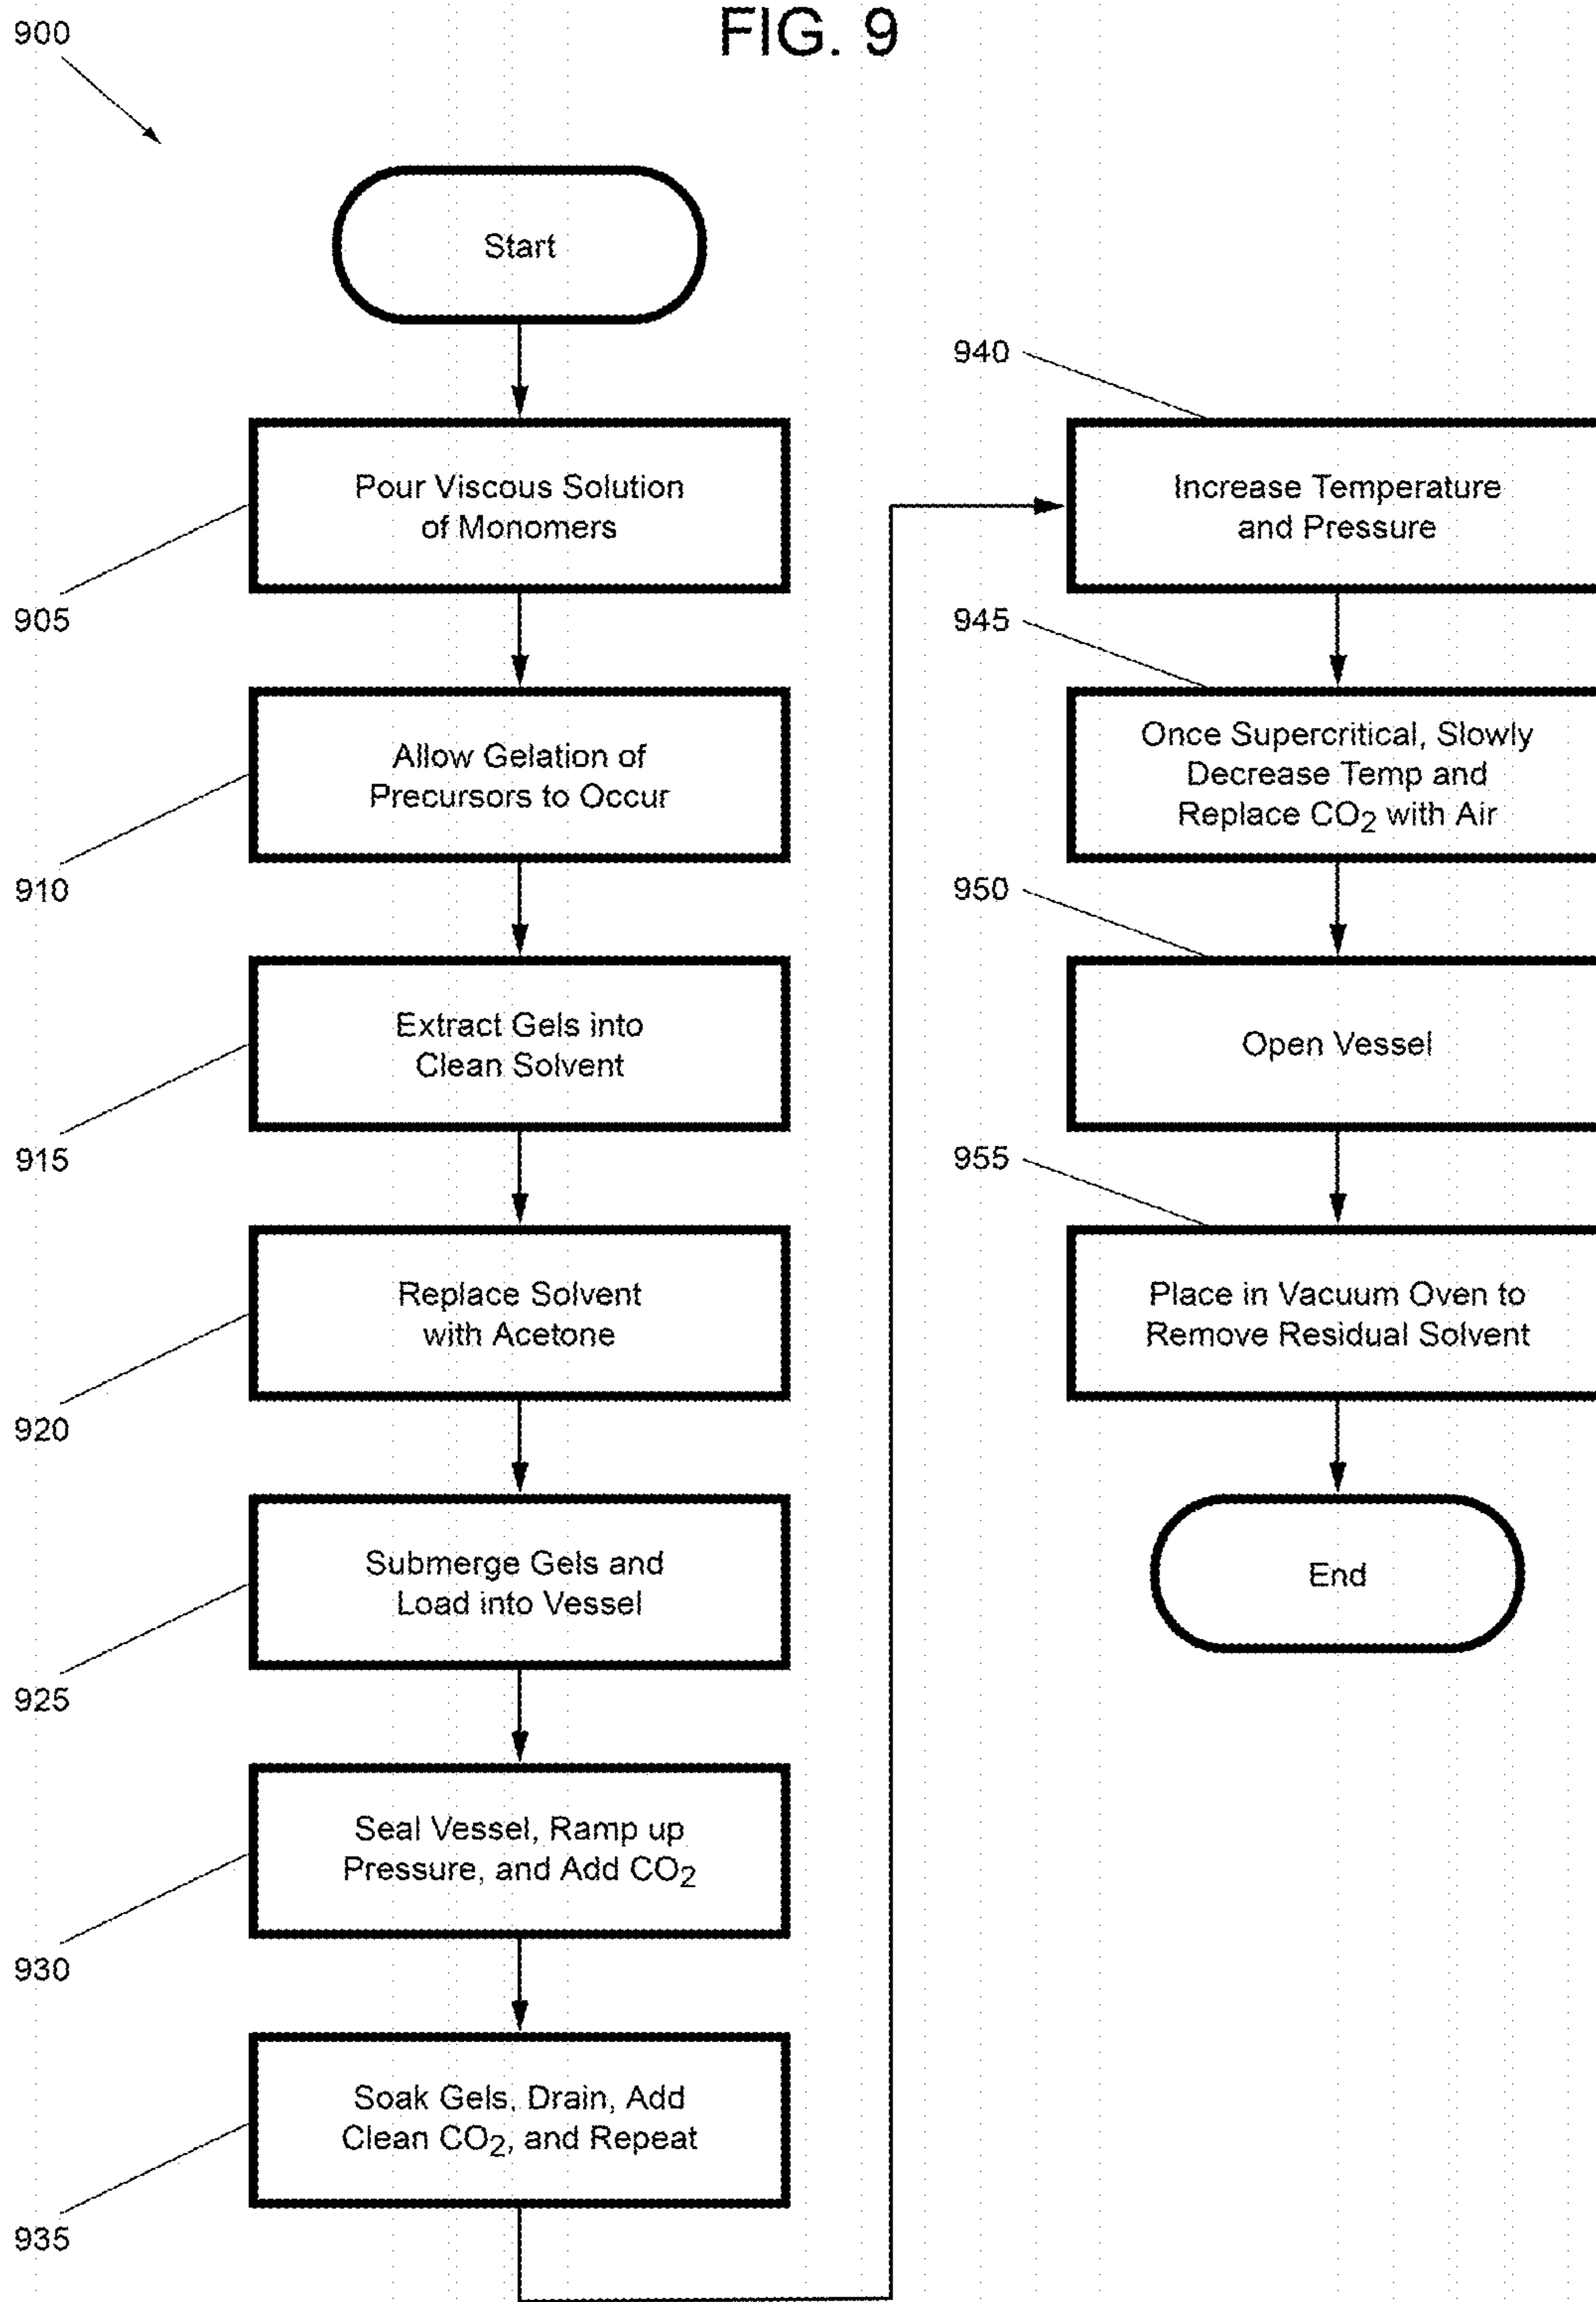 FIG. 9
900
Start
Pour Viscous Solution
of Monomers
905
Allow Gelation of
Precursors to Occur
910
Extract Gels into
Clean Solvent
915
Replace Solvent
with Acetone
920
Submerge Gels and
Load into Vessel
925
Seal Vessel, Ramp up
Pressure, and Add CO₂
930
Soak Gels, Drain, Add
Clean CO₂, and Repeat
935
940
Increase Temperature
and Pressure
945
Once Supercritical, Slowly
Decrease Temp and
Replace CO₂ with Air
950
Open Vessel
955
Place in Vacuum Oven to
Remove Residual Solvent
End